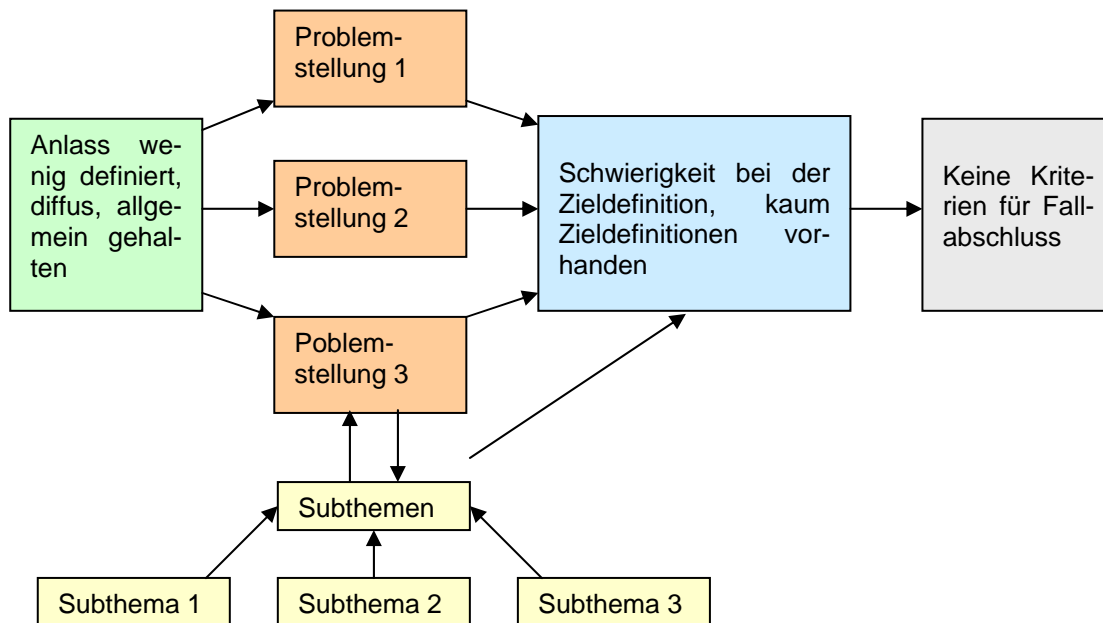 Problem-
stellung 1
Anlass we-
nig definiert,
diffus, allge-
mein gehal-
ten
Problem-
stellung 2
Schwierigkeit bei der
Zieldefinition, kaum
Zieldefinitionen vor-
handen
Keine Krite-
rien für Fall-
abschluss
Poblem-
stellung 3
Subthemen
Subthema 1
Subthema 2
Subthema 3